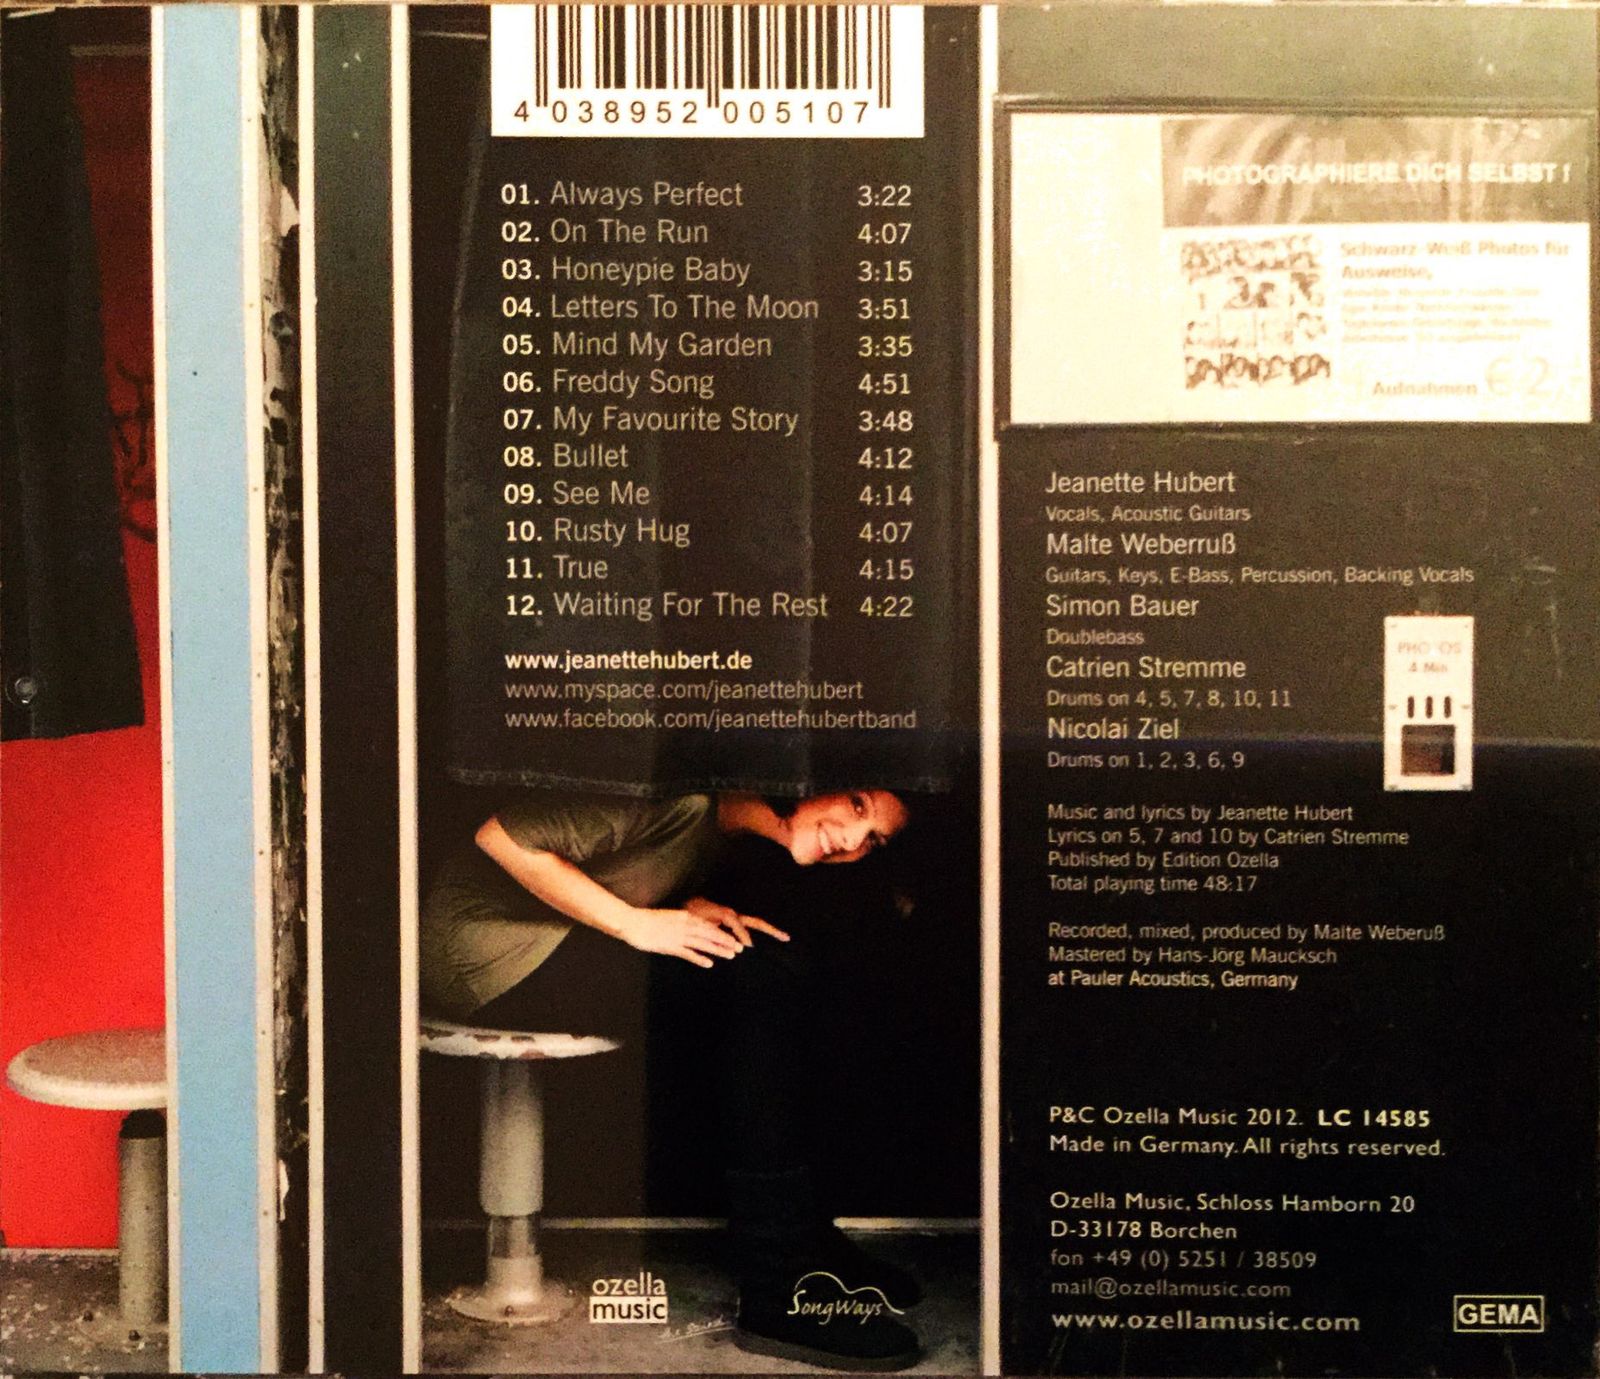 4 038952 005107
01. Always Perfect 3:22
02. On The Run 4:07
03. Honeypie Baby 3:15
04. Letters To The Moon 3:51
05. Mind My Garden 3:35
06. Freddy Song 4:51
07. My Favourite Story 3:48
08. Bullet 4:12
09. See Me 4:14
10. Rusty Hug 4:07
11. True 4:15
12. Waiting For The Rest 4:22
www.jeanettehubert.de
www.myspace.com/jeanettehubert
www.facebook.com/jeanettehubertband
ozella
music
SongWays
PHOTOGRAPHIERE DICH SELBST!
Schwarz-Weiß Photos für
Ausweise,
Aufnahmen € 2,-
Jeanette Hubert
Vocals, Acoustic Guitars
Malte Weberruß
Guitars, Keys, E-Bass, Percussion, Backing Vocals
Simon Bauer
Doublebass
Catrien Stremme
Drums on 4, 5, 7, 8, 10, 11
Nicolai Ziel
Drums on 1, 2, 3, 6, 9
PHOTOS
4 Min
Music and lyrics by Jeanette Hubert
Lyrics on 5, 7 and 10 by Catrien Stremme
Published by Edition Ozella
Total playing time 48:17
Recorded, mixed, produced by Malte Weberuß
Mastered by Hans-Jörg Maucksch
at Pauler Acoustics, Germany
P&C Ozella Music 2012. LC 14585
Made in Germany. All rights reserved.
Ozella Music, Schloss Hamborn 20
D-33178 Borchen
fon +49 (0) 5251 / 38509
mail@ozellamusic.com
www.ozellamusic.com
GEMA